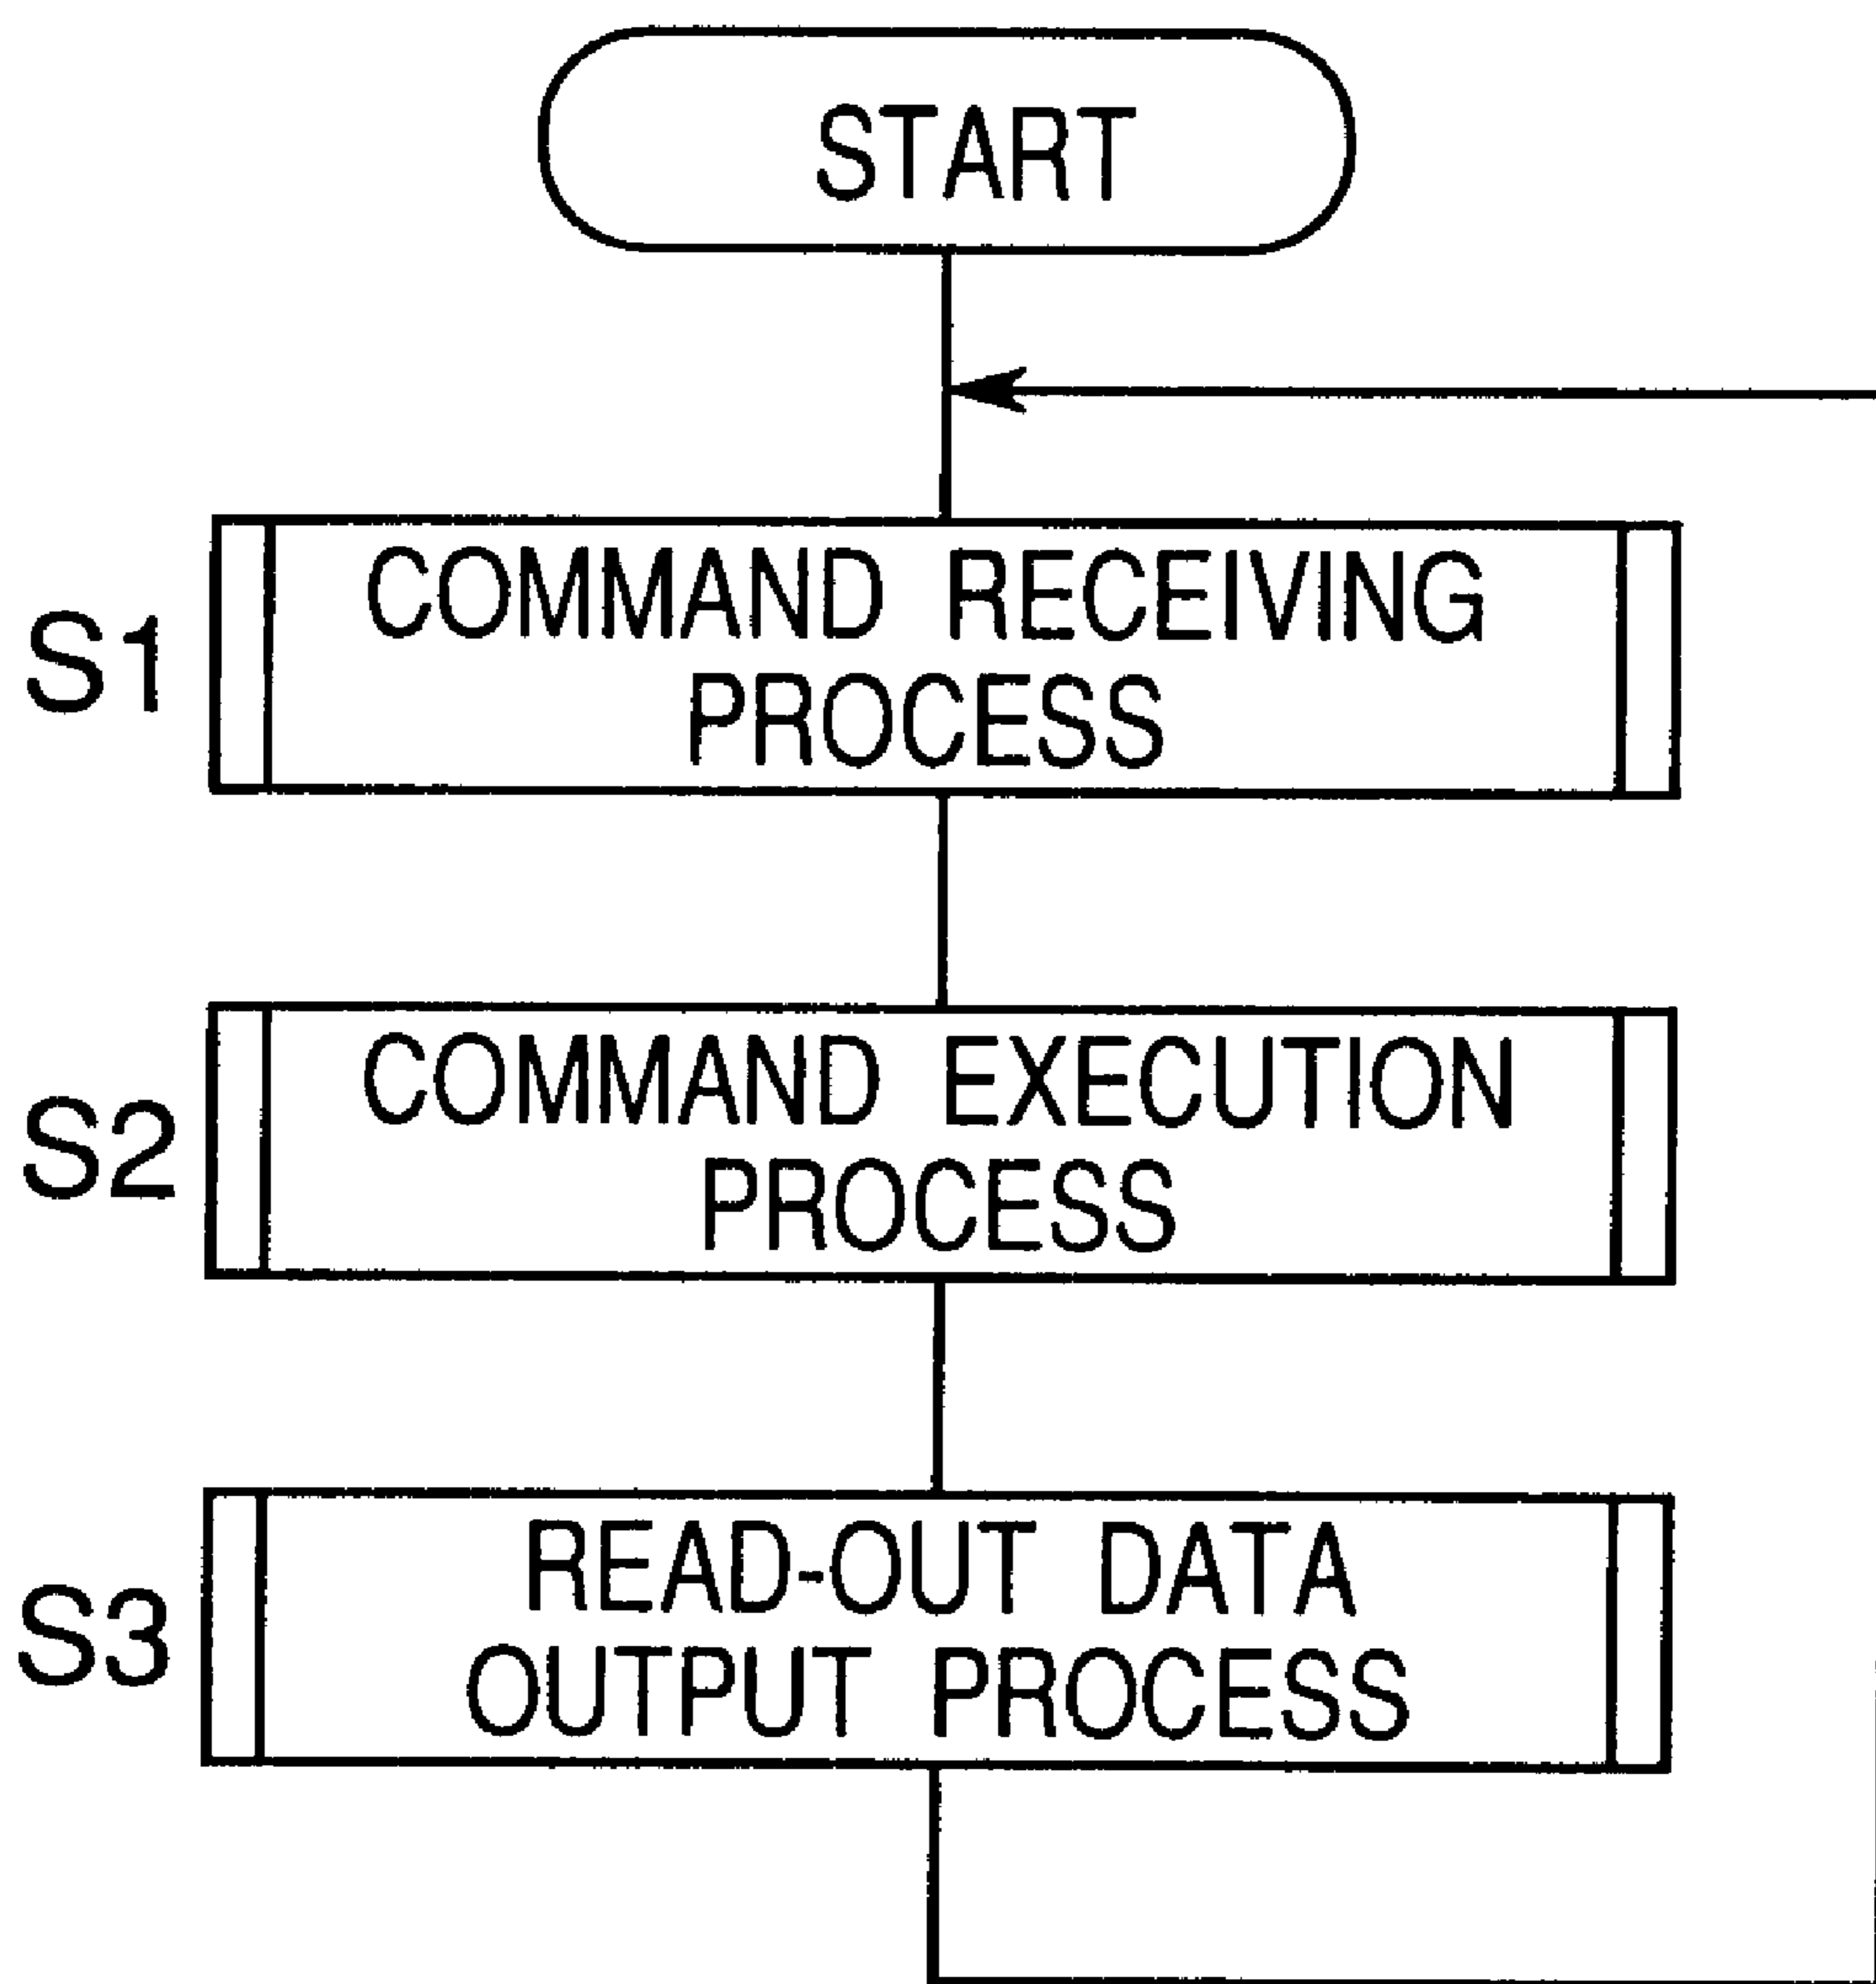 START
S1
COMMAND RECEIVING
PROCESS
S2
COMMAND EXECUTION
PROCESS
S3
READ-OUT DATA
OUTPUT PROCESS